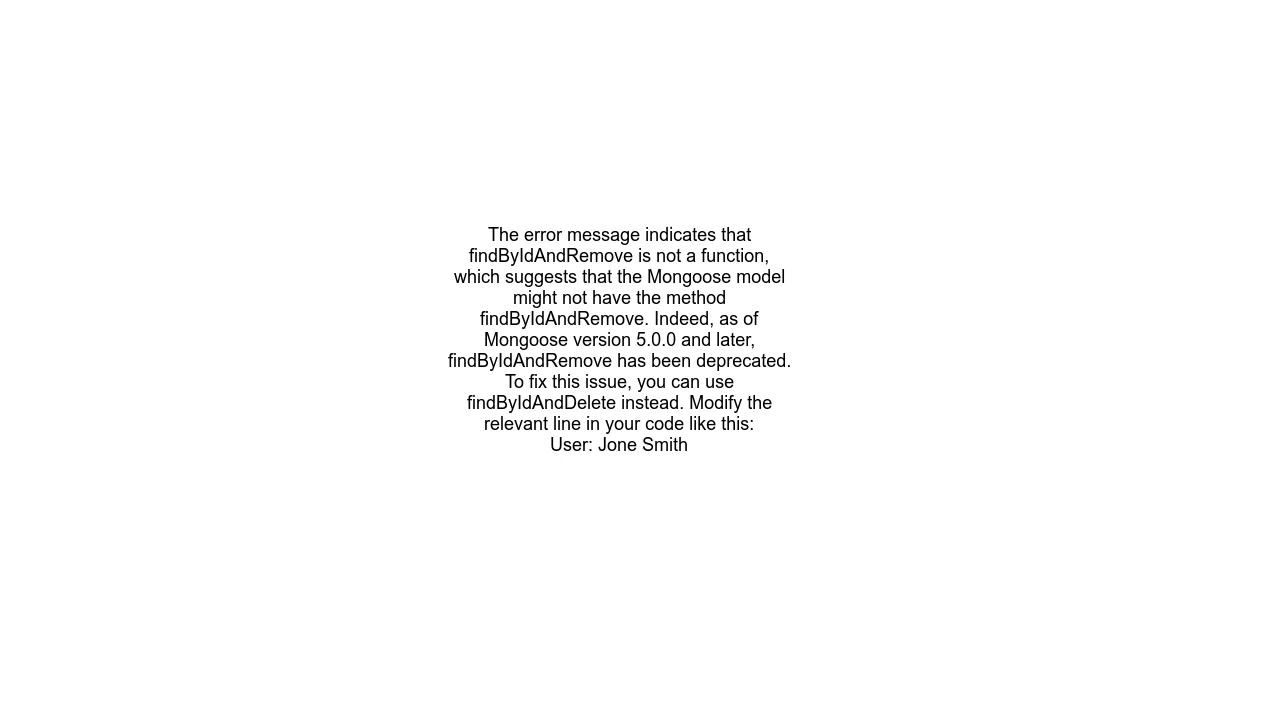 The error message indicates that
findByIdAndRemove is not a function,
which suggests that the Mongoose model
might not have the method
findByIdAndRemove. Indeed, as of
Mongoose version 5.0.0 and later,
findByIdAndRemove has been deprecated.
To fix this issue, you can use
findByIdAndDelete instead. Modify the
relevant line in your code like this:
User: Jone Smith